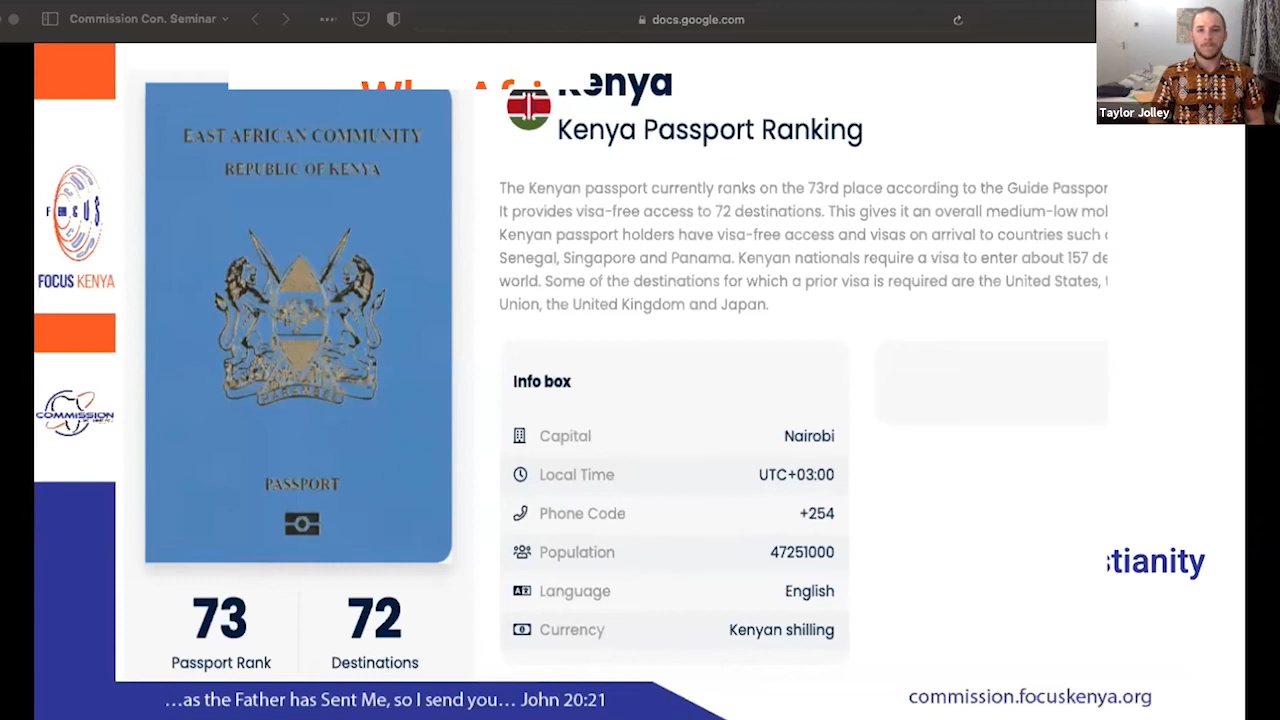 Commission Con. Seminar
docs.google.com
Taylor Jolley
Kenya
Kenya Passport Ranking
EAST AFRICAN COMMUNITY
REPUBLIC OF KENYA
HARAMBEE
PASSPORT
The Kenyan passport currently ranks on the 73rd place according to the Guide
It provides visa-free access to 72 destinations. This gives it an overall medium-low
Kenyan passport holders have visa-free access and visas on arrival to countries such
Senegal, Singapore and Panama. Kenyan nationals require a visa to enter about 157
world. Some of the destinations for which a prior visa is required are the United States,
Union, the United Kingdom and Japan.
FOCUS
FOCUS KENYA
COMMISSION
Info box
Capital Nairobi
Local Time UTC+03:00
Phone Code +254
Population 47251000
Language English
Currency Kenyan shilling
stianity
73
Passport Rank
72
Destinations
...as the Father has Sent Me, so I send you... John 20:21
commission.focuskenya.org